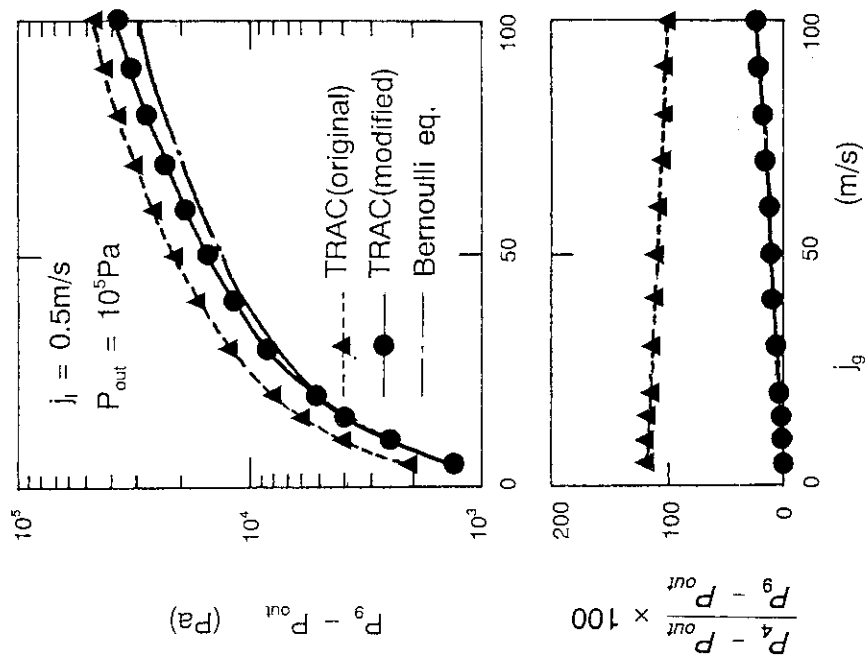 10⁵
10⁴
10³
P₉ - Pout
(Pa)
jₗ = 0.5m/s
Pout = 10⁵Pa
TRAC(original)
TRAC(modified)
Bernoulli eq.
0
50
100
200
100
0
P₄ - Pout
P₉ - Pout
× 100
0
50
100
jg
(m/s)